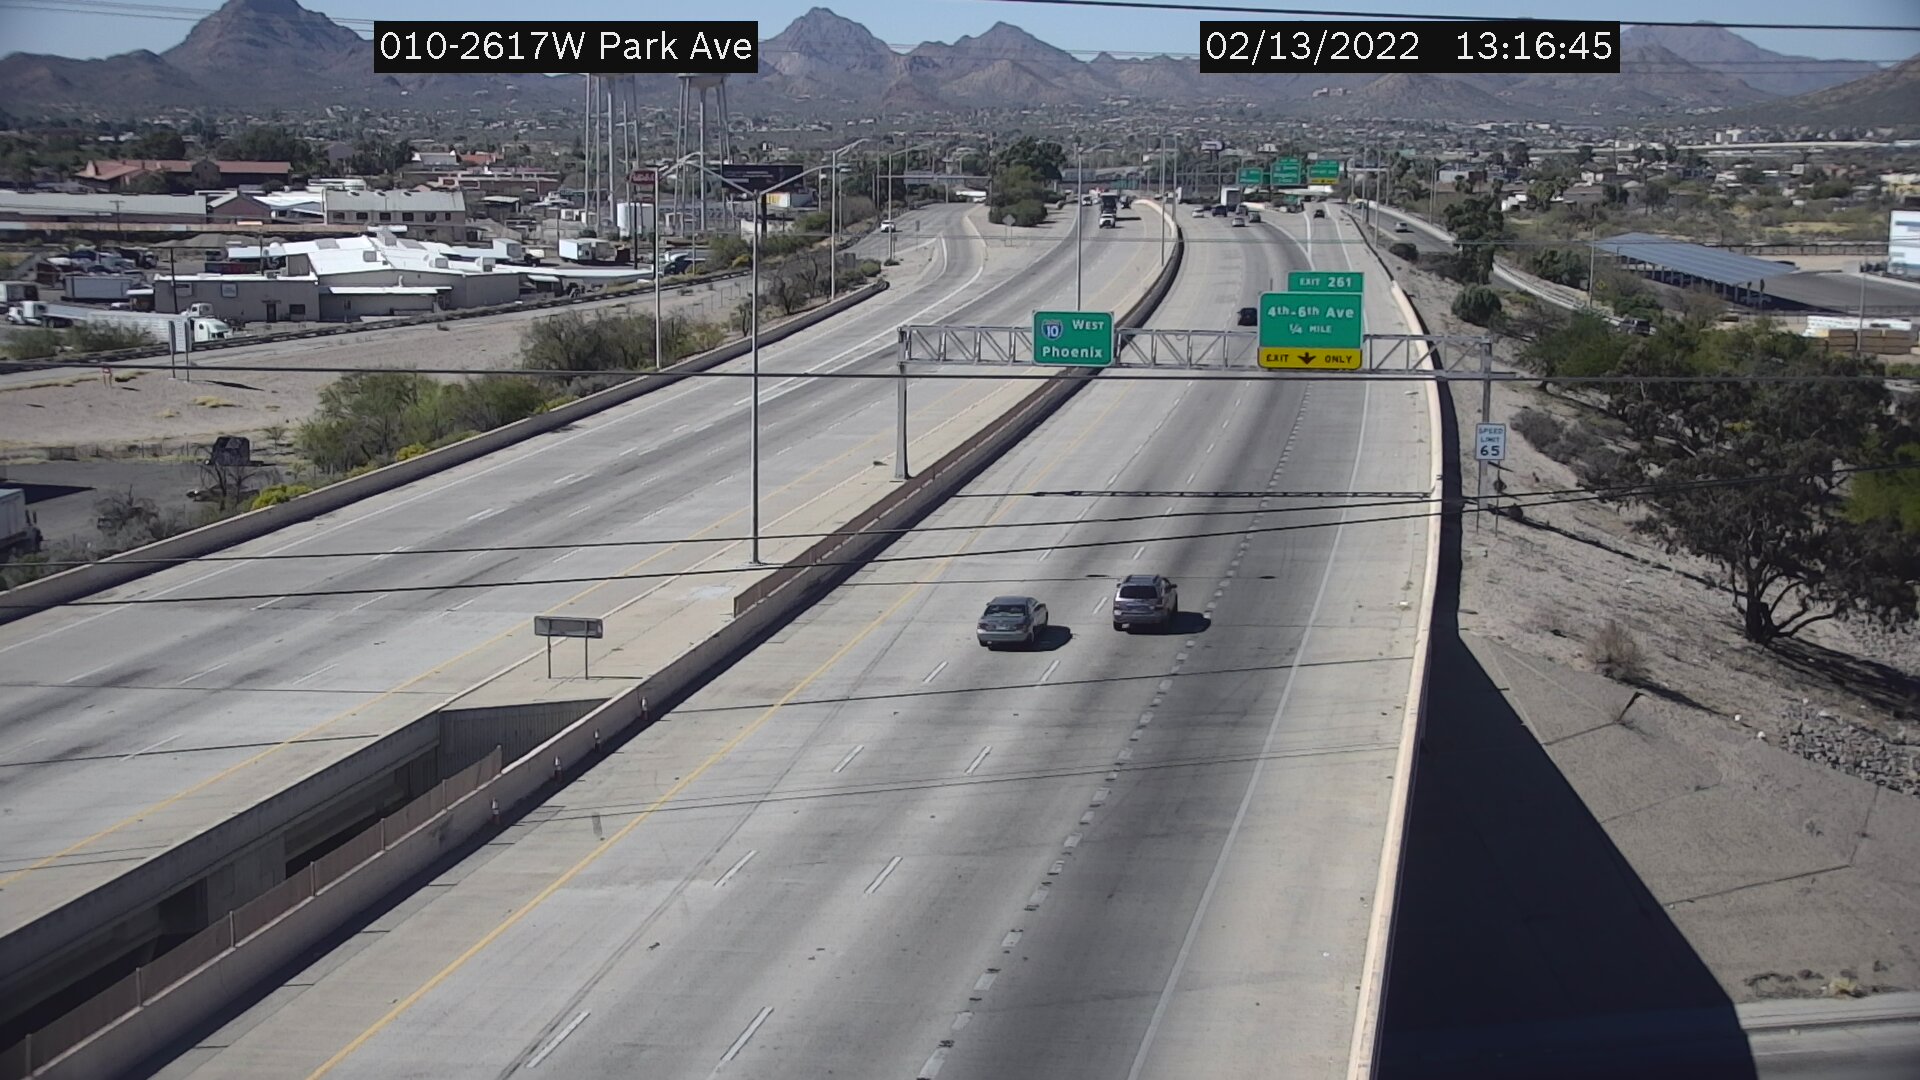 010-2617W Park Ave
02/13/2022 13:16:45
EXIT 261
4th-6th Ave
1/4 MILE
EXIT ONLY
10 WEST
Phoenix
SPEED
LIMIT
65